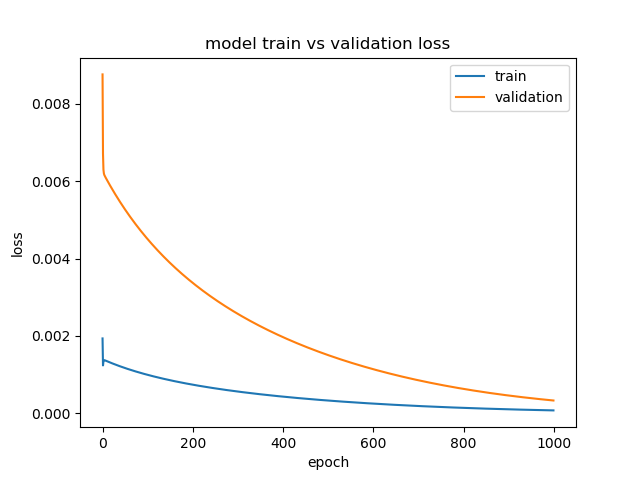 model train vs validation loss
train
validation
loss
0.008
0.006
0.004
0.002
0.000
0 200 400 600 800 1000
epoch